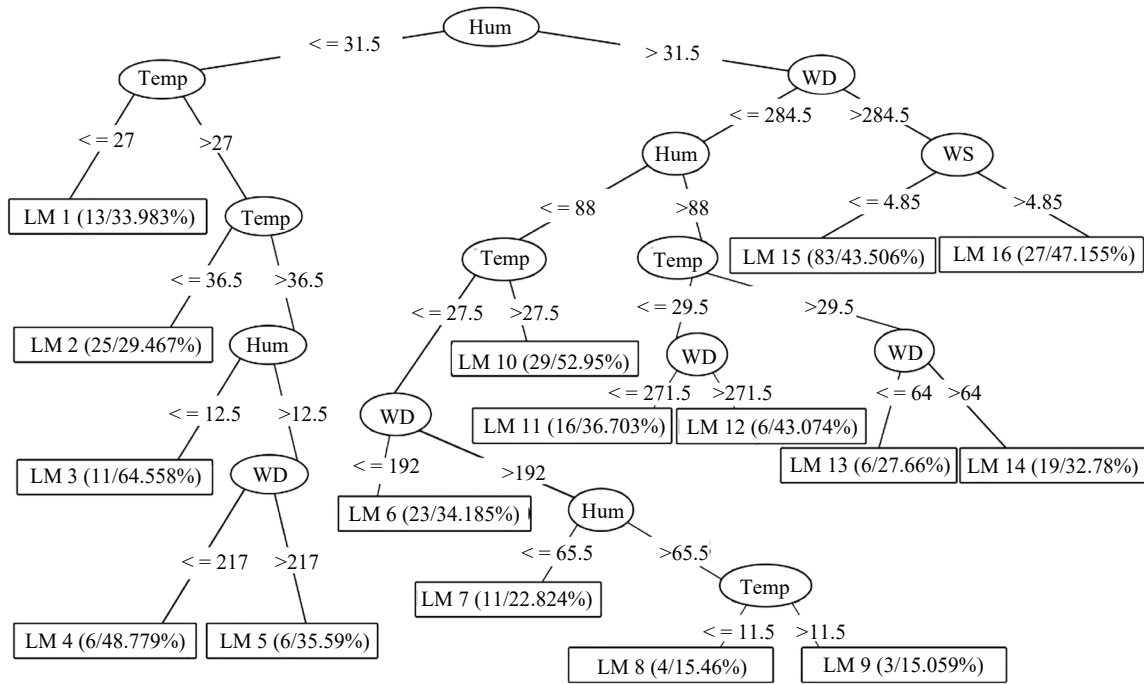 Hum
< = 31.5
> 31.5
Temp
WD
< = 27
>27
< = 284.5
>284.5
Hum
WS
LM 1 (13/33.983%)
Temp
< = 88
>88
< = 4.85
>4.85
LM 15 (83/43.506%)
LM 16 (27/47.155%)
Temp
Temp
< = 36.5
>36.5
< = 27.5
>27.5
< = 29.5
>29.5
LM 2 (25/29.467%)
Hum
LM 10 (29/52.95%)
WD
WD
< = 12.5
>12.5
WD
< = 271.5
>271.5
< = 64
>64
LM 11 (16/36.703%)
LM 12 (6/43.074%)
LM 3 (11/64.558%)
WD
< = 192
>192
LM 13 (6/27.66%)
LM 14 (19/32.78%)
LM 6 (23/34.185%)
Hum
< = 217
>217
< = 65.5
>65.5
LM 7 (11/22.824%)
Temp
LM 4 (6/48.779%)
LM 5 (6/35.59%)
< = 11.5
>11.5
LM 8 (4/15.46%)
LM 9 (3/15.059%)